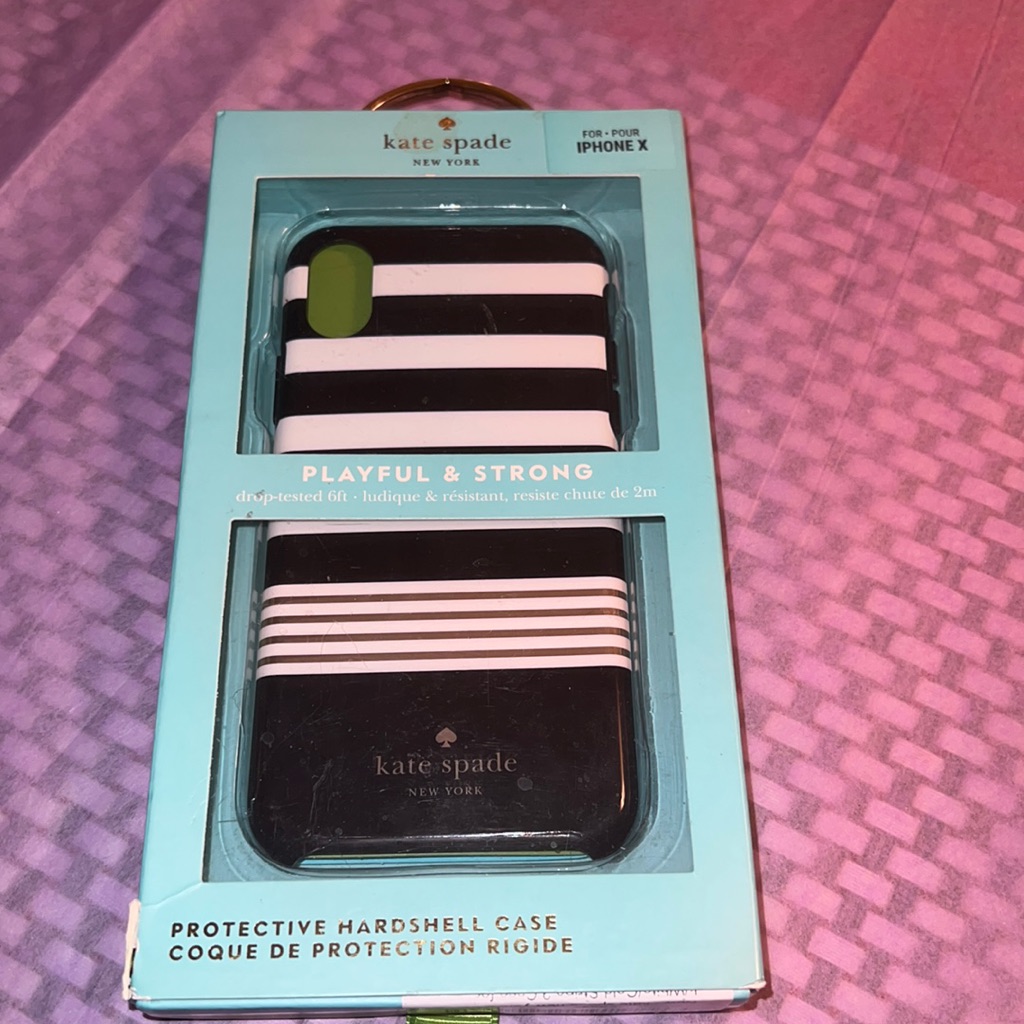 kate spade
NEW YORK
FOR • POUR
IPHONE X
PLAYFUL & STRONG
drop-tested 6ft · ludique & résistant, resiste chute de 2m
kate spade
NEW YORK
PROTECTIVE HARDSHELL CASE
COQUE DE PROTECTION RIGIDE